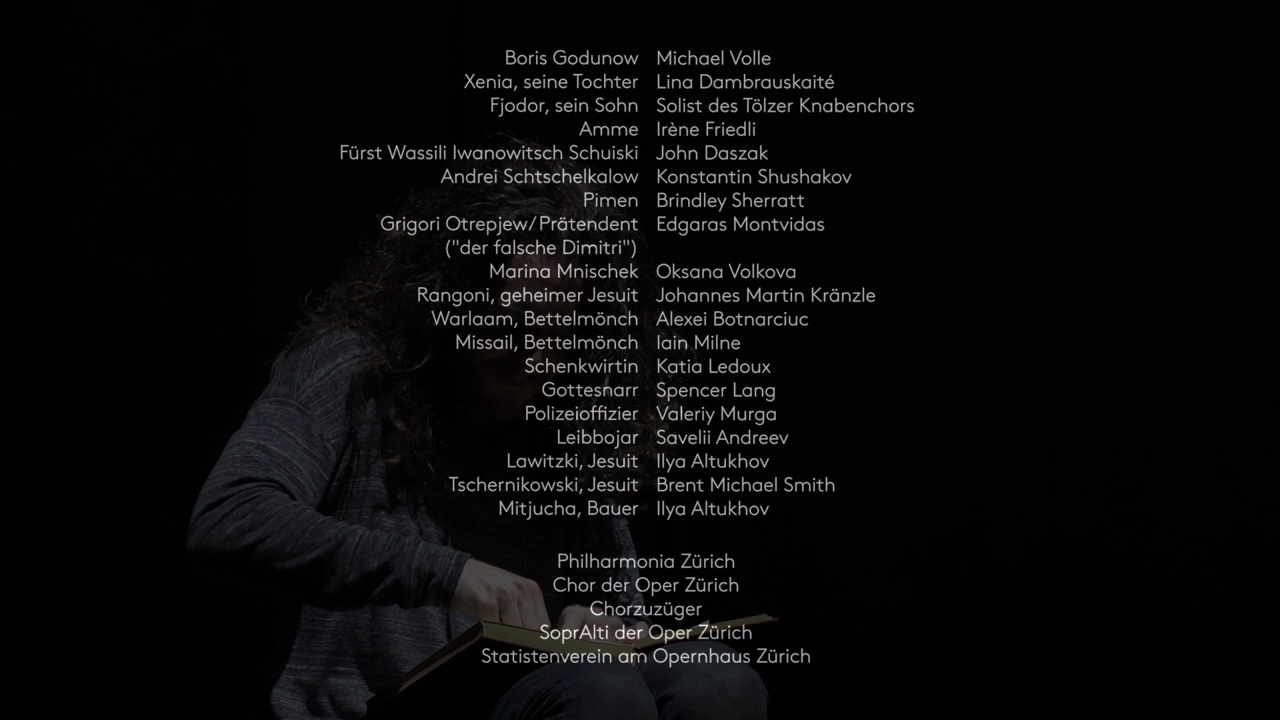 Boris Godunow Michael Volle
Xenia, seine Tochter Lina Dambrauskaité
Fjodor, sein Sohn Solist des Tölzer Knabenchors
Amme Irène Friedli
Fürst Wassili Iwanowitsch Schuiski John Daszak
Andrei Schtschelkalow Konstantin Shushakov
Pimen Brindley Sherratt
Grigori Otrepjew/Prätendent Edgaras Montvidas
("der falsche Dimitri")
Marina Mnischek Oksana Volkova
Rangoni, geheimer Jesuit Johannes Martin Kränzle
Warlaam, Bettelmönch Alexei Botnarciuc
Missail, Bettelmönch Iain Milne
Schenkwirtin Katia Ledoux
Gottesnarr Spencer Lang
Polizeioffizier Valeriy Murga
Leibbojar Savelii Andreev
Lawitzki, Jesuit Ilya Altukhov
Tschernikowski, Jesuit Brent Michael Smith
Mitjucha, Bauer Ilya Altukhov
Philharmonia Zürich
Chor der Oper Zürich
Chorzuzüger
SoprAlti der Oper Zürich
Statistenverein am Opernhaus Zürich